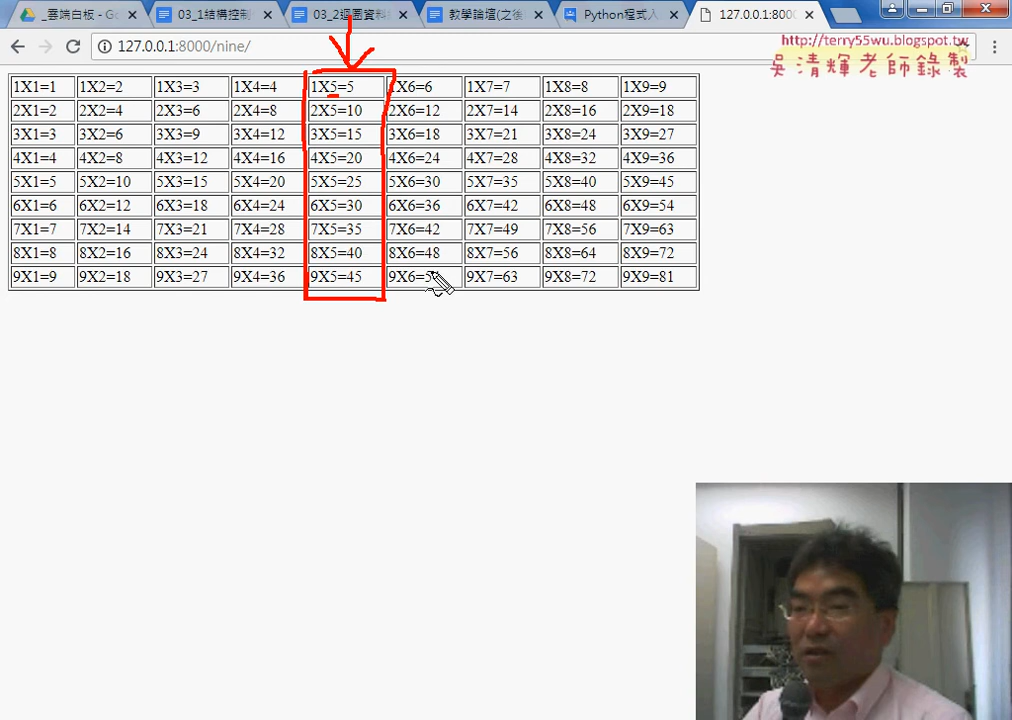 _雲端白板 - Go
03_1結構控制
03_2迴圈資料
教學論壇(之後
Python程式入
127.0.0.1:8000
127.0.0.1:8000/nine/
http://terry55wu.blogspot.tw
吳清輝老師錄製
1X1=1 1X2=2 1X3=3 1X4=4 1X5=5 1X6=6 1X7=7 1X8=8 1X9=9
2X1=2 2X2=4 2X3=6 2X4=8 2X5=10 2X6=12 2X7=14 2X8=16 2X9=18
3X1=3 3X2=6 3X3=9 3X4=12 3X5=15 3X6=18 3X7=21 3X8=24 3X9=27
4X1=4 4X2=8 4X3=12 4X4=16 4X5=20 4X6=24 4X7=28 4X8=32 4X9=36
5X1=5 5X2=10 5X3=15 5X4=20 5X5=25 5X6=30 5X7=35 5X8=40 5X9=45
6X1=6 6X2=12 6X3=18 6X4=24 6X5=30 6X6=36 6X7=42 6X8=48 6X9=54
7X1=7 7X2=14 7X3=21 7X4=28 7X5=35 7X6=42 7X7=49 7X8=56 7X9=63
8X1=8 8X2=16 8X3=24 8X4=32 8X5=40 8X6=48 8X7=56 8X8=64 8X9=72
9X1=9 9X2=18 9X3=27 9X4=36 9X5=45 9X6=5 9X7=63 9X8=72 9X9=81